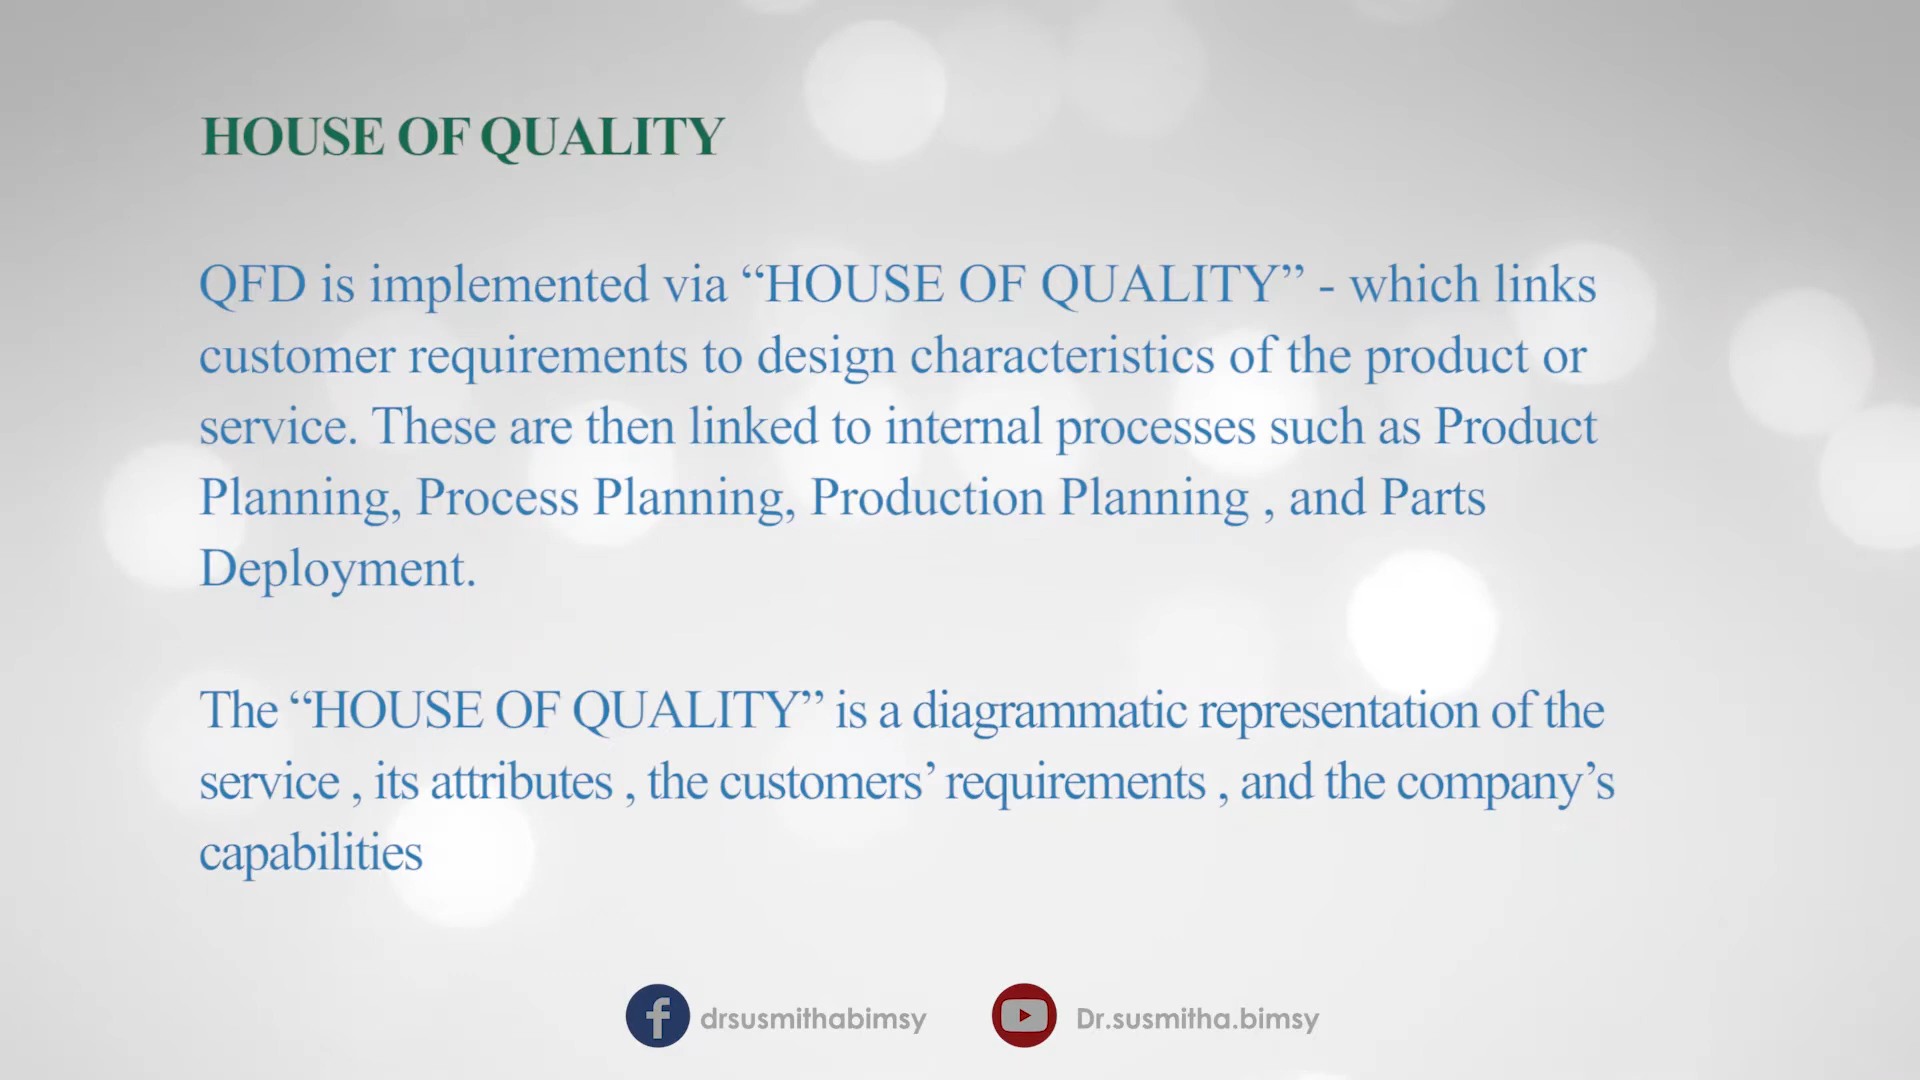 HOUSE OF QUALITY
QFD is implemented via “HOUSE OF QUALITY” - which links
customer requirements to design characteristics of the product or
service. These are then linked to internal processes such as Product
Planning, Process Planning, Production Planning , and Parts
Deployment.
The “HOUSE OF QUALITY” is a diagrammatic representation of the
service , its attributes , the customers’ requirements , and the company’s
capabilities
drsusmithabimsy
Dr.susmitha.bimsy